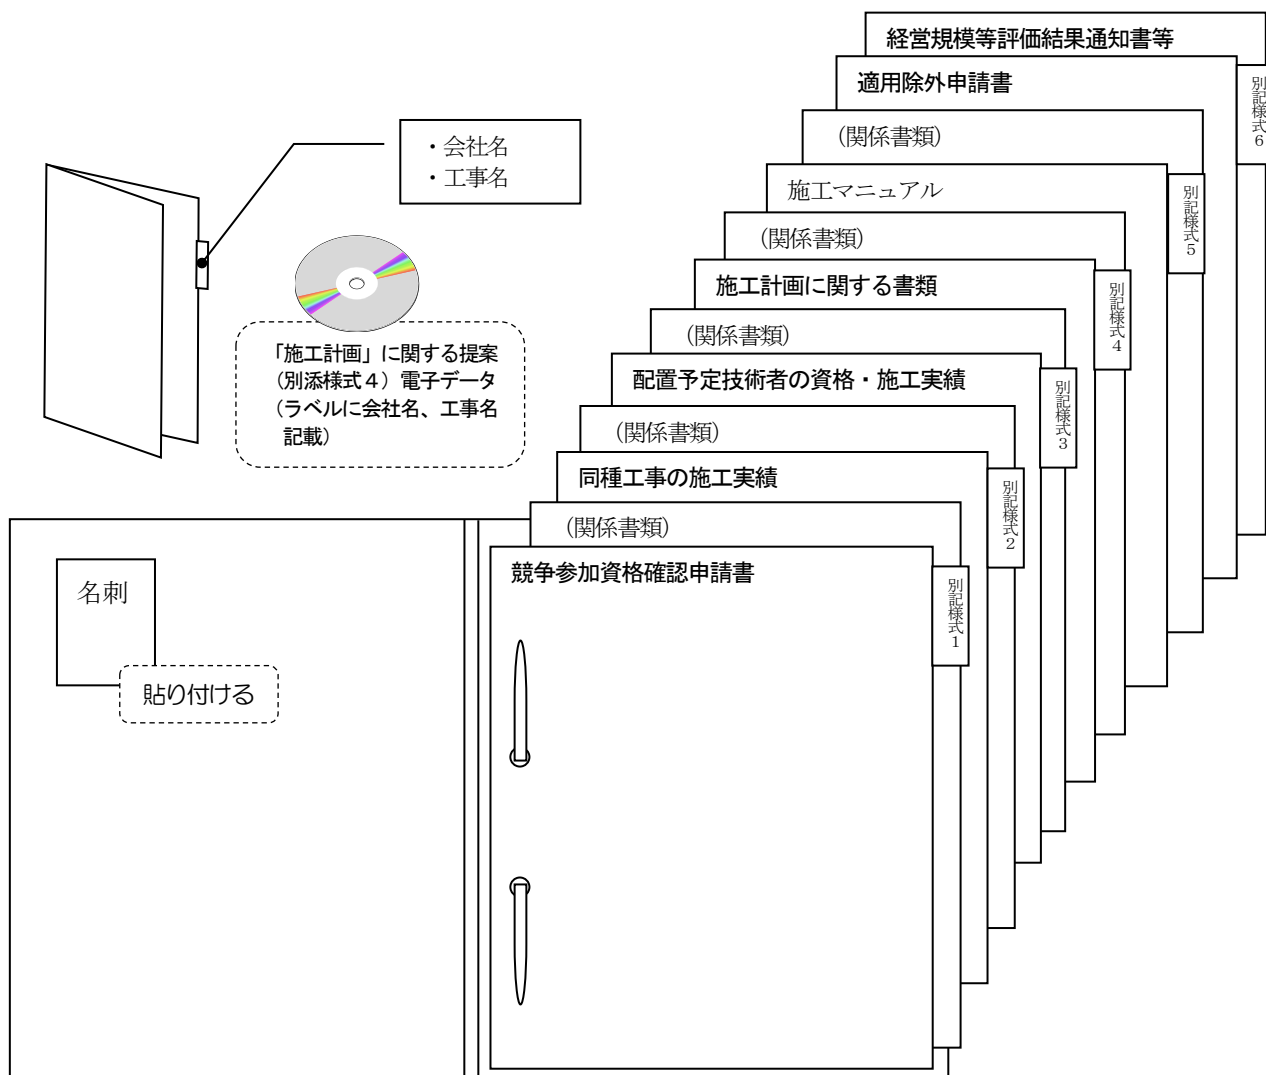 経営規模等評価結果通知書等
適用除外申請書
別記様式6
(関係書類)
・会社名
・工事名
施工マニュアル
別記様式5
(関係書類)
施工計画に関する書類
別記様式4
(関係書類)
「施工計画」に関する提案
(別添様式4)電子データ
(ラベルに会社名、工事名
記載)
配置予定技術者の資格・施工実績
別記様式3
(関係書類)
同種工事の施工実績
別記様式2
(関係書類)
競争参加資格確認申請書
別記様式1
名刺
貼り付ける